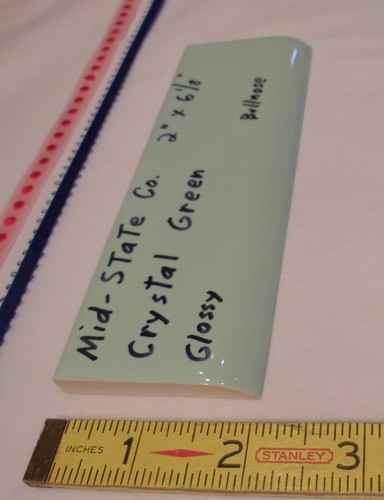 Mid-STaTe Co. 2" x 6 1/8"
Crystal Green
Glossy
Bullnose
INCHES 1 2 STANLEY 3